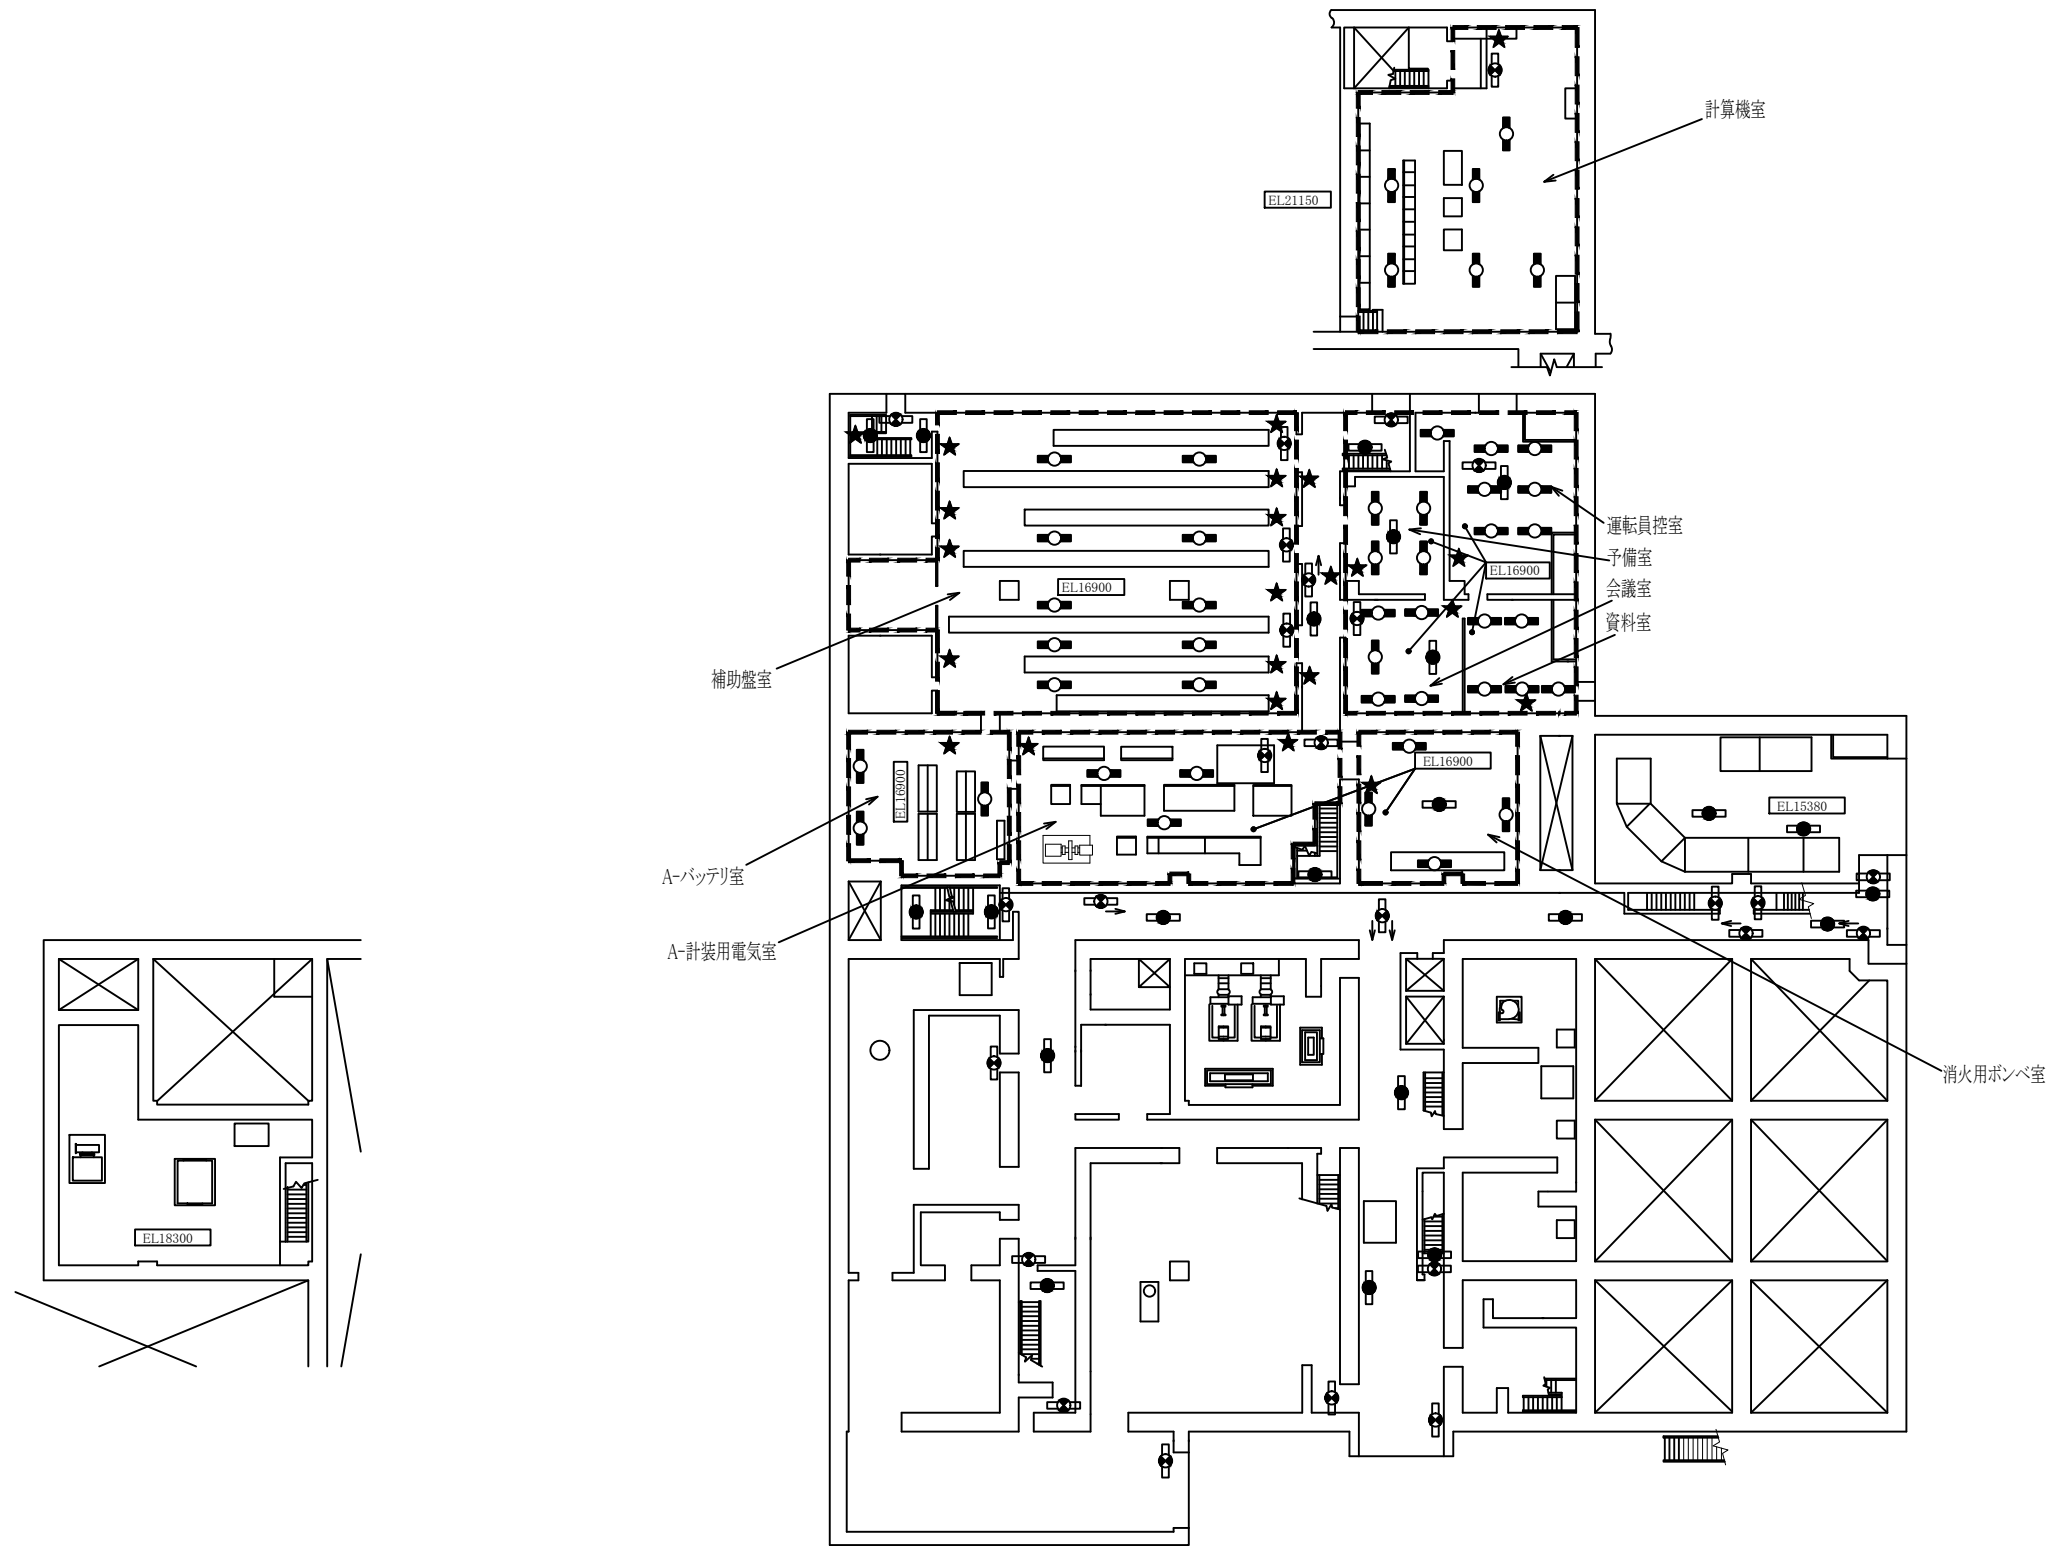 計算機室
EL21150
運転員控室
予備室
EL16900
EL16900
会議室
資料室
補助盤室
EL16900
EL16900
EL15380
A-バッテリ室
A-計装用電気室
消火用ボンベ室
EL18300